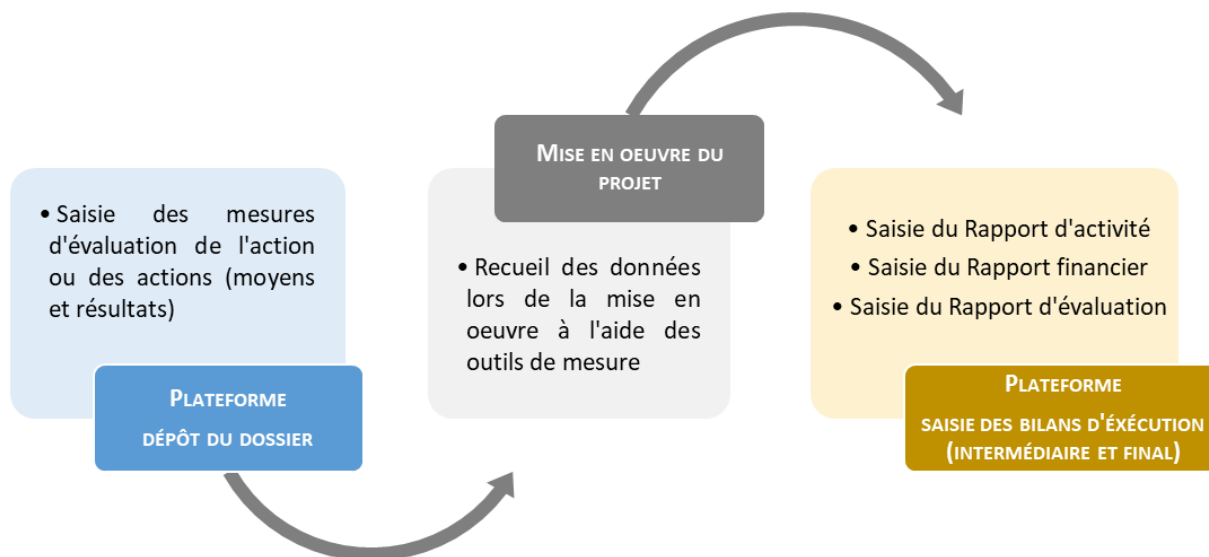 • Saisie des mesures
d'évaluation de l'action
ou des actions (moyens
et résultats)
PLATEFORME
DÉPÔT DU DOSSIER
MISE EN OEUVRE DU
PROJET
• Recueil des données
lors de la mise en
oeuvre à l'aide des
outils de mesure
• Saisie du Rapport d'activité
• Saisie du Rapport financier
• Saisie du Rapport d'évaluation
PLATEFORME
SAISIE DES BILANS D'ÉXÉCUTION
(INTERMÉDIAIRE ET FINAL)